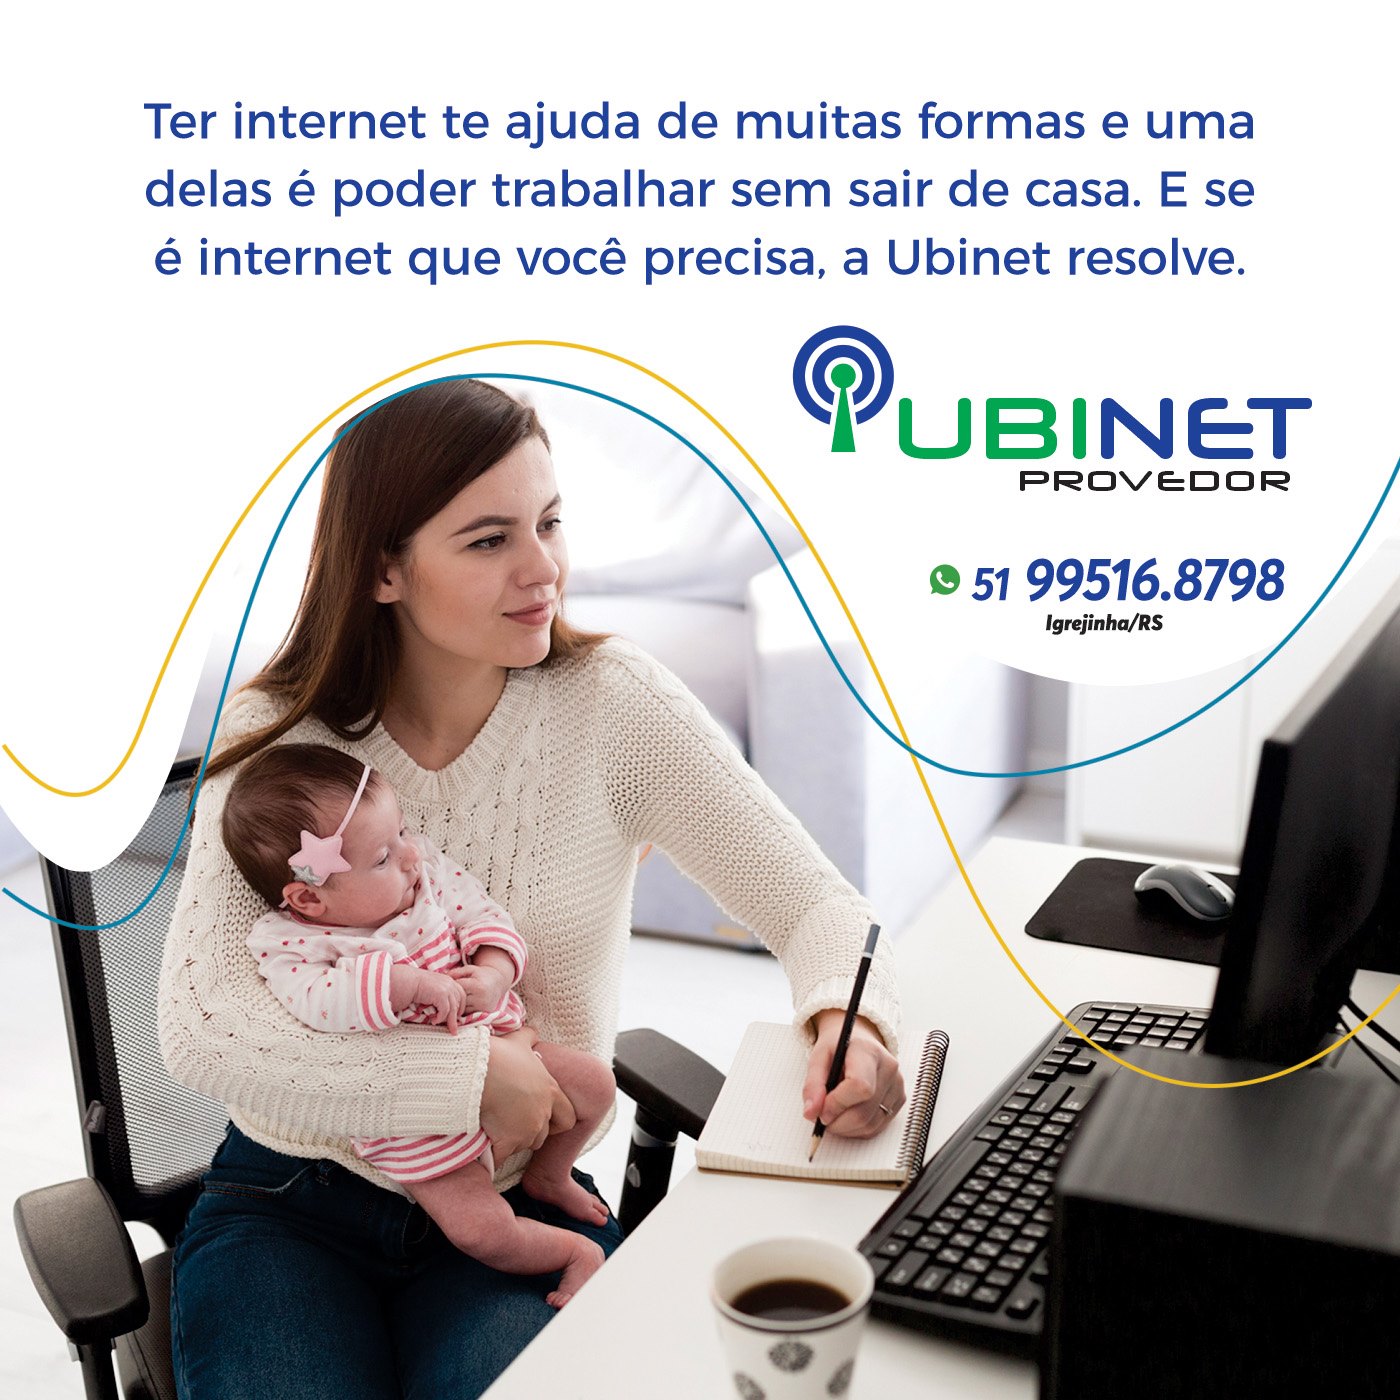 Ter internet te ajuda de muitas formas e uma
delas é poder trabalhar sem sair de casa. E se
é internet que você precisa, a Ubinet resolve.
UBINET
PROVEDOR
51 99516.8798
Igrejinha/RS